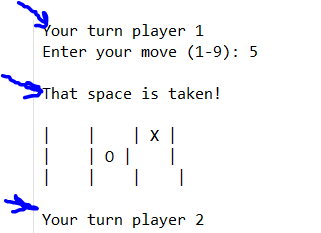 Your turn player 1
Enter your move (1-9): 5
That space is taken!
|    |    | X |
|    | O |    |
|    |    |    |
Your turn player 2